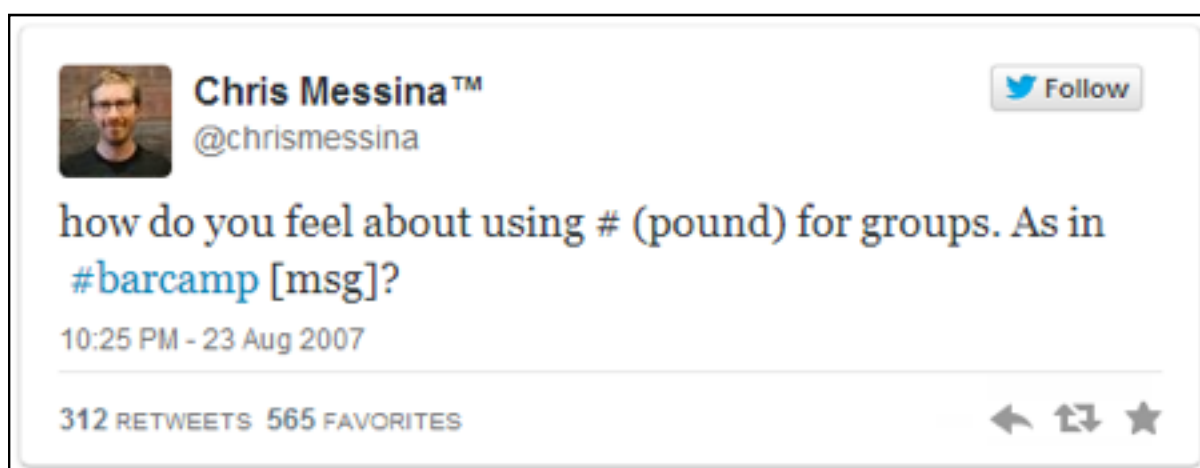 Chris Messina™
Follow
@chrismessina
how do you feel about using # (pound) for groups. As in
#barcamp [msg]?
10:25 PM - 23 Aug 2007
312 RETWEETS 565 FAVORITES